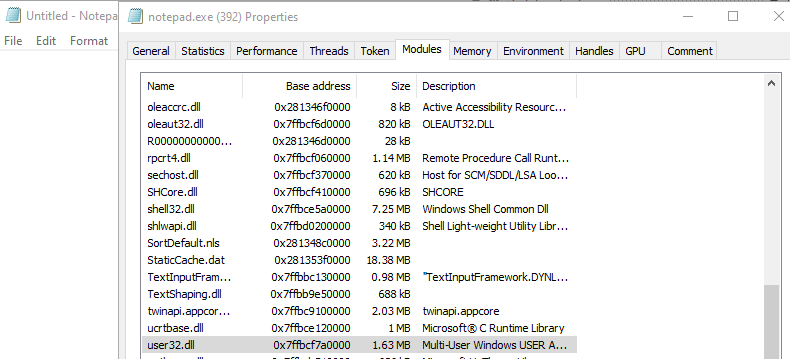 Untitled - Notepa
File Edit Format
notepad.exe (392) Properties
General Statistics Performance Threads Token Modules Memory Environment Handles GPU Comment
Name Base address Size Description
oleaccrc.dll 0x281346f0000 8 kB Active Accessibility Resourc...
oleaut32.dll 0x7ffbcf6d0000 820 kB OLEAUT32.DLL
R00000000000... 0x281346d0000 28 kB
rpcrt4.dll 0x7ffbcf060000 1.14 MB Remote Procedure Call Runt...
sechost.dll 0x7ffbcf370000 620 kB Host for SCM/SDDL/LSA Loo...
SHCore.dll 0x7ffbcf410000 696 kB SHCORE
shell32.dll 0x7ffbce5a0000 7.25 MB Windows Shell Common Dll
shlwapi.dll 0x7ffbd0200000 340 kB Shell Light-weight Utility Libr...
SortDefault.nls 0x281348c0000 3.22 MB
StaticCache.dat 0x281353f0000 18.38 MB
TextInputFram... 0x7ffbbc130000 0.98 MB "TextInputFramework.DYNL...
TextShaping.dll 0x7ffbb9e50000 688 kB
twinapi.appcor... 0x7ffbc9100000 2.03 MB twinapi.appcore
ucrtbase.dll 0x7ffbce120000 1 MB Microsoft® C Runtime Library
user32.dll 0x7ffbcf7a0000 1.63 MB Multi-User Windows USER A...